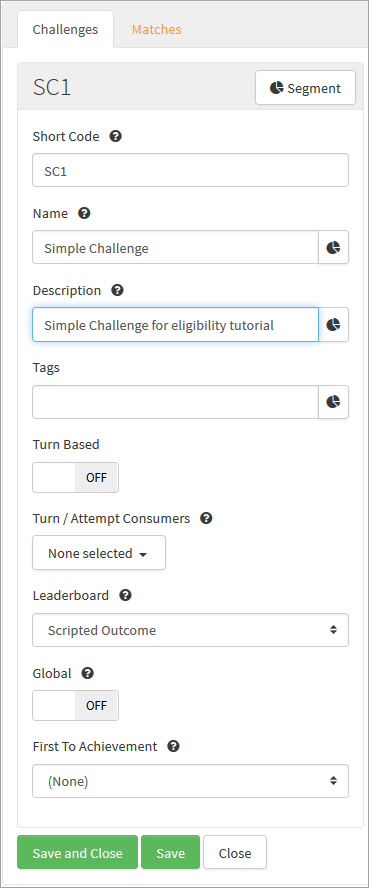 Challenges Matches
SC1 Segment
Short Code ?
SC1
Name ?
Simple Challenge
Description ?
Simple Challenge for eligibility tutorial
Tags
Turn Based
OFF
Turn / Attempt Consumers ?
None selected
Leaderboard ?
Scripted Outcome
Global ?
OFF
First To Achievement ?
(None)
Save and Close Save Close